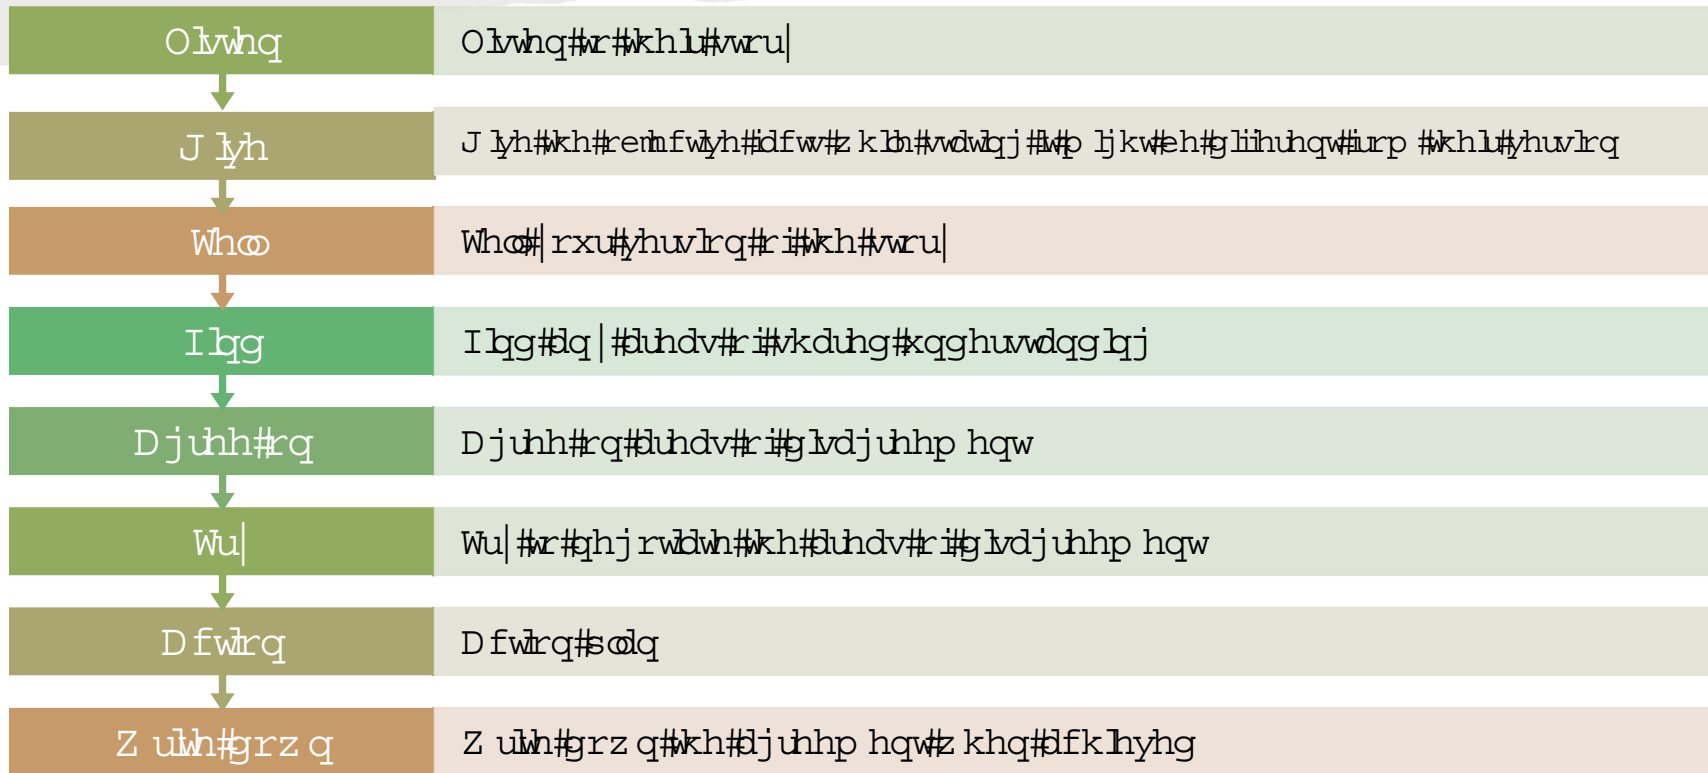 Olvwhq
Olvwhq#wr#wkhlu#vwru|
Jlyh
Jlyh#wkh#remhfwlyh#idfwv#zkloh#vwdwlqj#lw#pljkw#eh#gliihuhqw#iurp#wkhlu#yhuvlrq
Whoo
Whoo#|rxu#yhuvlrq#ri#wkh#vwru|
Ilqg
Ilqg#dq|#duhdv#ri#vkduhg#xqghuvwdqglqj
Djuhh#rq
Djuhh#rq#duhdv#ri#glvdjuhhphqw
Wu|
Wu|#wr#qhjrwldwh#wkh#duhdv#ri#glvdjuhhphqw
Dfwlrq
Dfwlrq#sodq
Zulwh#grzq
Zulwh#grzq#wkh#djuhhphqw#zkhq#dfklhyhg